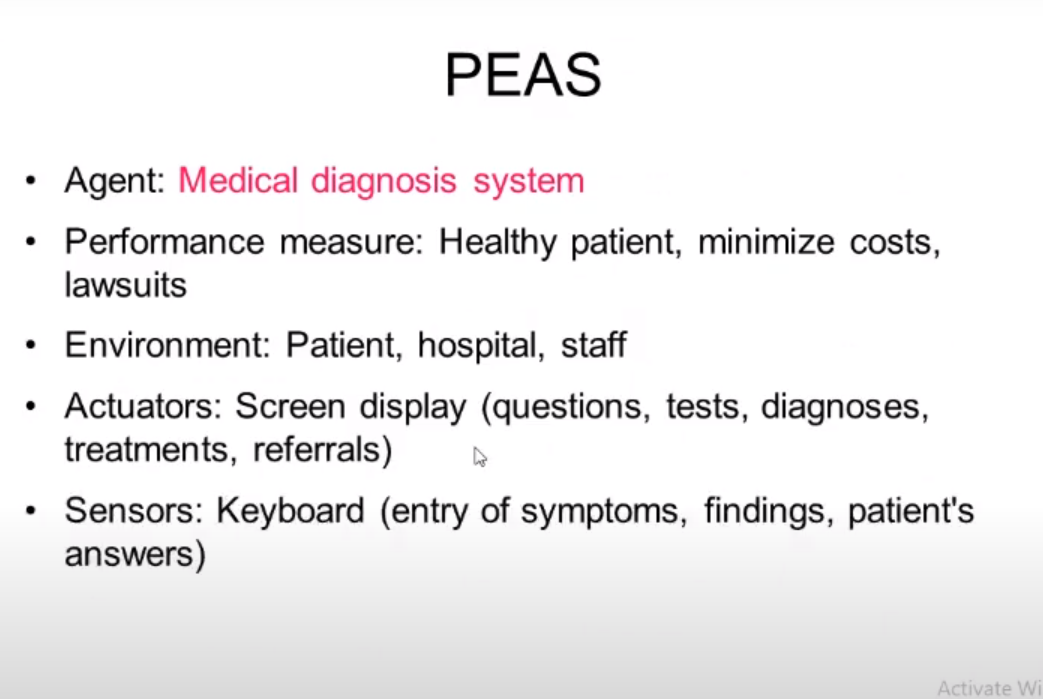 PEAS
• Agent: Medical diagnosis system
• Performance measure: Healthy patient, minimize costs,
lawsuits
• Environment: Patient, hospital, staff
• Actuators: Screen display (questions, tests, diagnoses,
treatments, referrals)
• Sensors: Keyboard (entry of symptoms, findings, patient's
answers)
Activate Wi